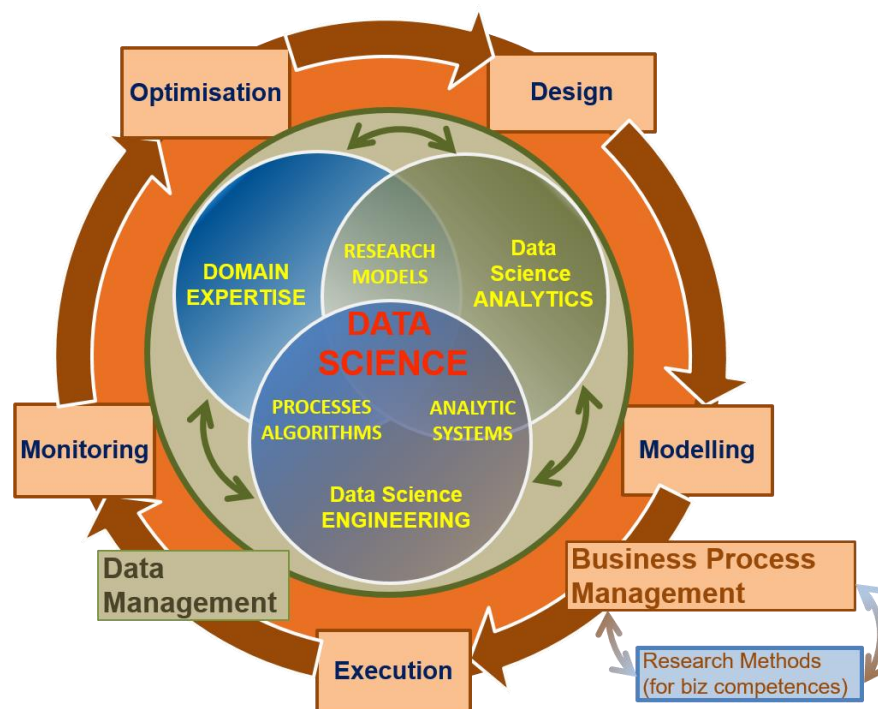 Optimisation
Design
RESEARCH
MODELS
Data
Science
ANALYTICS
DOMAIN
EXPERTISE
DATA
SCIENCE
PROCESSES
ALGORITHMS
ANALYTIC
SYSTEMS
Monitoring
Modelling
Data Science
ENGINEERING
Data
Management
Business Process
Management
Execution
Research Methods
(for biz competences)